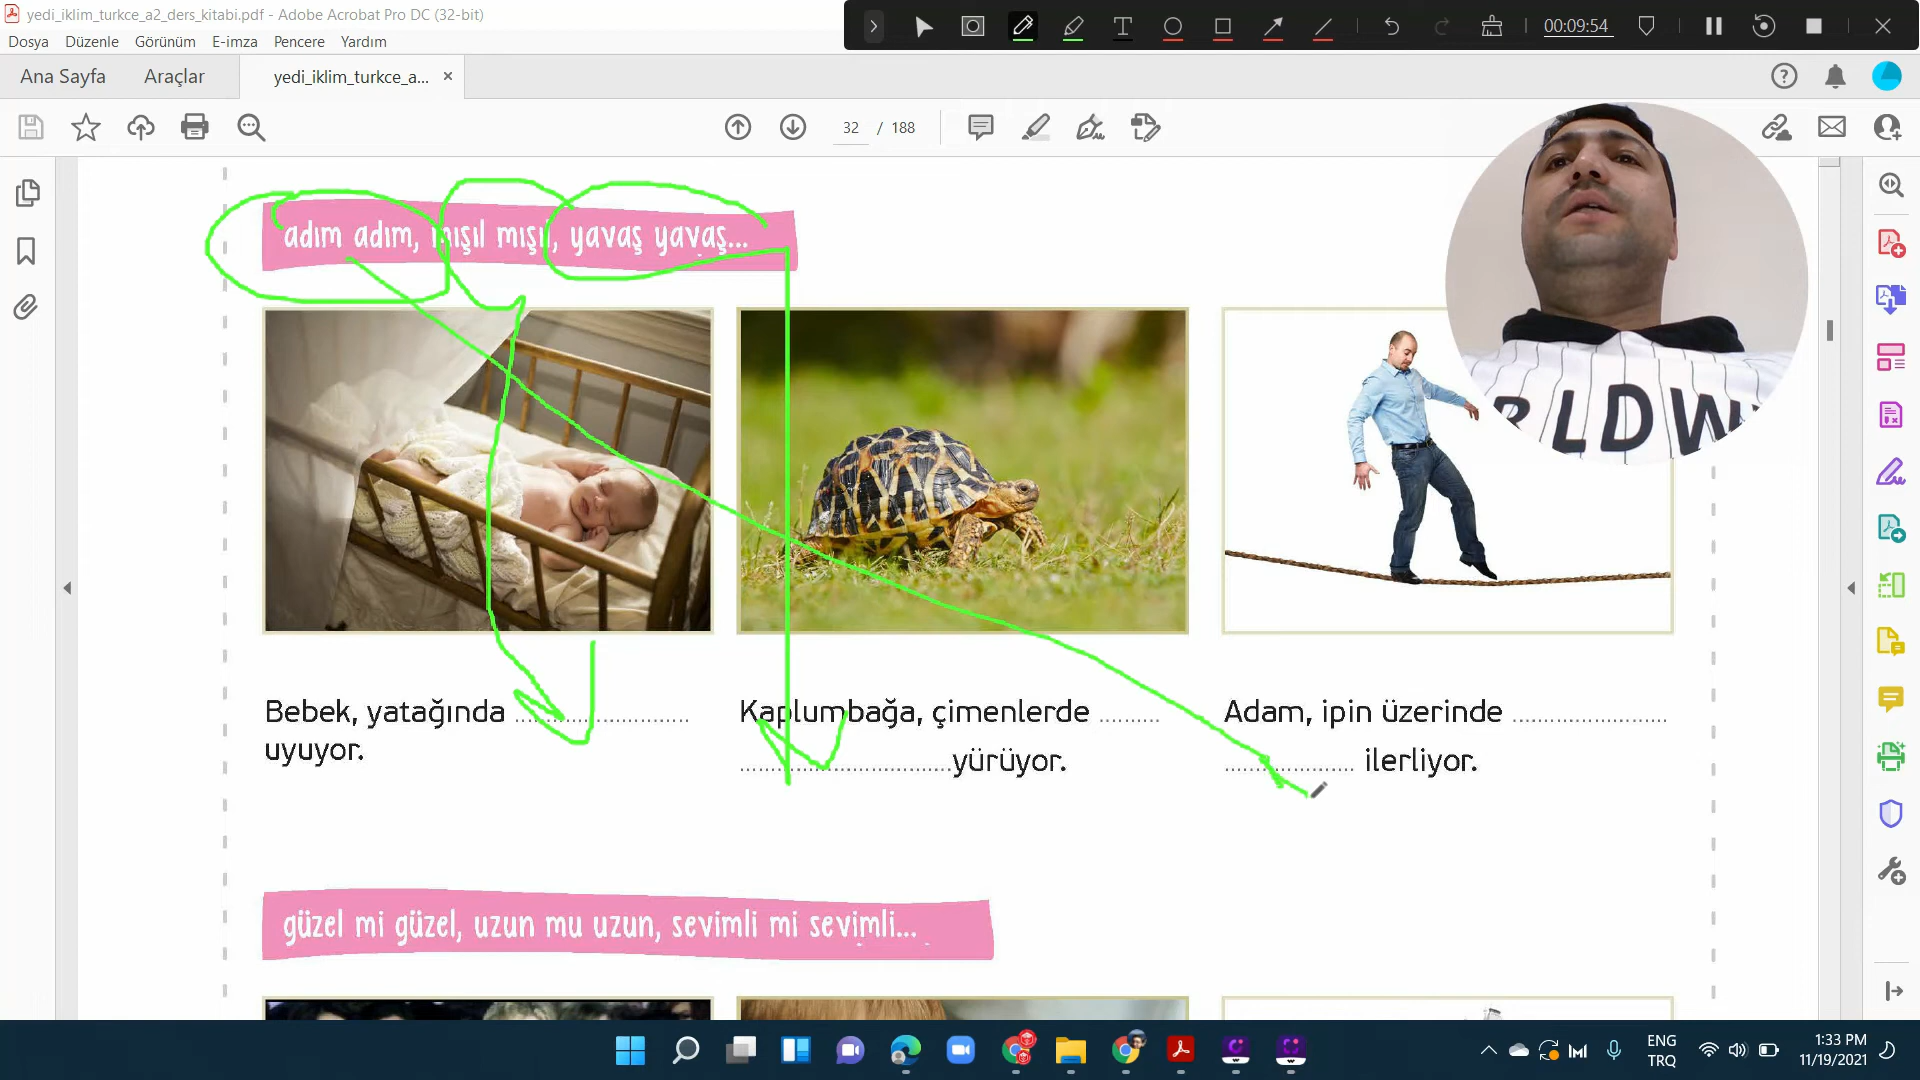 yedi_iklim_turkce_a2_ders_kitabi.pdf - Adobe Acrobat Pro DC (32-bit)
00:09:54
Dosya Düzenle Görünüm E-imza Pencere Yardım
Ana Sayfa Araçlar yedi_iklim_turkce_a...
32 / 188
adım adım, mışıl mışıl, yavaş yavaş...
RLDW
Bebek, yatağında ......................
uyuyor.
Kaplumbağa, çimenlerde .........
.............................yürüyor.
Adam, ipin üzerinde ......................
.................. ilerliyor.
güzel mi güzel, uzun mu uzun, sevimli mi sevimli...
ENG
TRQ
1:33 PM
11/19/2021